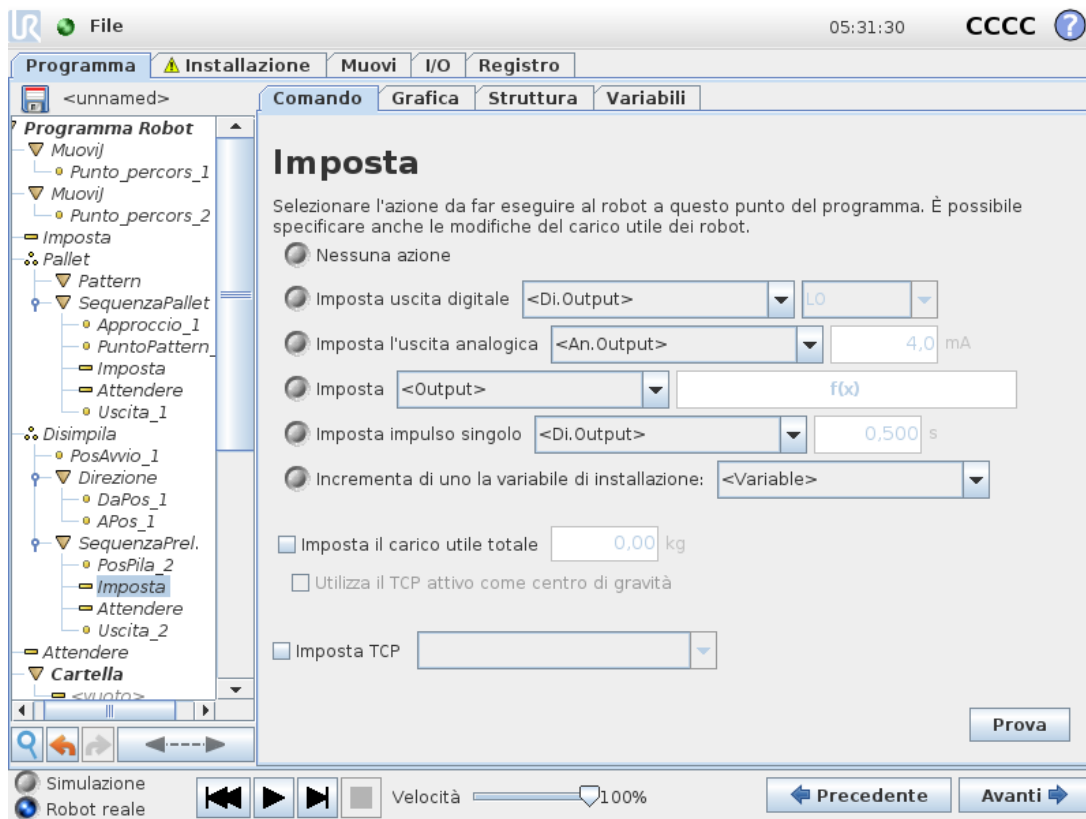 UR File 05:31:30 CCCC ?
Programma Installazione Muovi I/O Registro
<unnamed>
Comando Grafica Struttura Variabili
Programma Robot
MuoviJ
Punto_percors_1
MuoviJ
Punto_percors_2
Imposta
Pallet
Pattern
SequenzaPallet
Approccio_1
PuntoPattern_
Imposta
Attendere
Uscita_1
Disimpila
PosAvvio_1
Direzione
DaPos_1
APos_1
SequenzaPrel.
PosPila_2
Imposta
Attendere
Uscita_2
Attendere
Cartella
<vuoto>
Imposta
Selezionare l'azione da far eseguire al robot a questo punto del programma. È possibile
specificare anche le modifiche del carico utile dei robot.
Nessuna azione
Imposta uscita digitale <Di.Output> LO
Imposta l'uscita analogica <An.Output> 4,0 mA
Imposta <Output> f(x)
Imposta impulso singolo <Di.Output> 0,500 s
Incrementa di uno la variabile di installazione: <Variable>
Imposta il carico utile totale 0,00 kg
Utilizza il TCP attivo come centro di gravità
Imposta TCP
Prova
Simulazione
Robot reale
Velocità 100%
Precedente Avanti